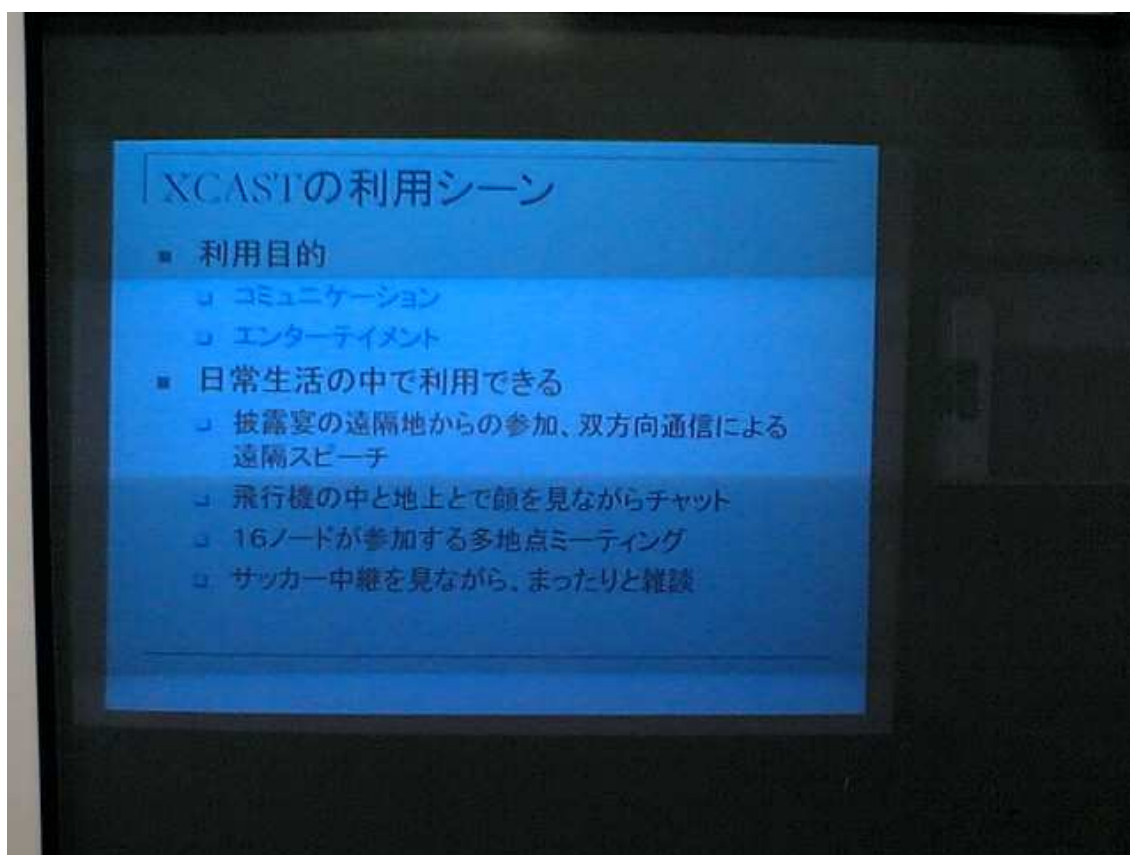 XCASTの利用シーン
利用目的
コミュニケーション
エンターテイメント
日常生活の中で利用できる
披露宴の遠隔地からの参加、双方向通信による
遠隔スピーチ
飛行機の中と地上とで顔を見ながらチャット
16ノードが参加する多地点ミーティング
サッカー中継を見ながら、まったりと雑談